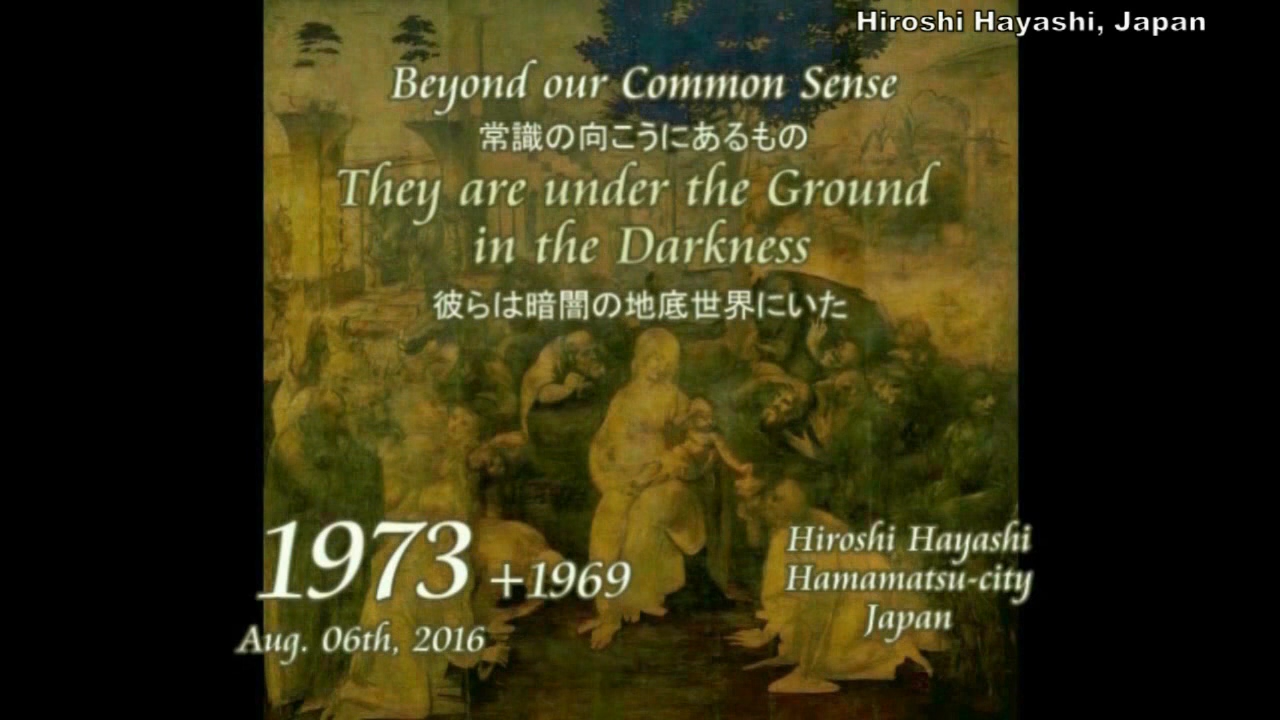 Hiroshi Hayashi, Japan
Beyond our Common Sense
常識の向こうにあるもの
They are under the Ground
in the Darkness
彼らは暗闇の地底世界にいた
1973 +1969
Aug. 06th, 2016
Hiroshi Hayashi
Hamamatsu-city
Japan